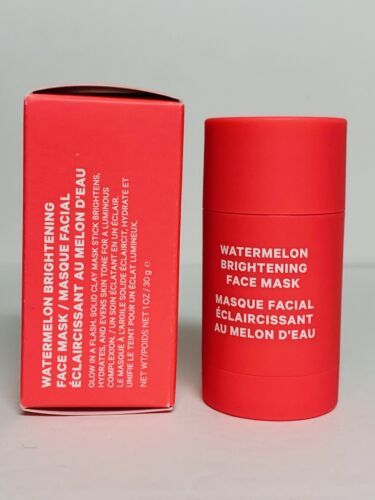 WATERMELON BRIGHTENING
FACE MASK / MASQUE FACIAL
ÉCLAIRCISSANT AU MELON D'EAU
GLOW IN A FLASH, SOLID CLAY MASK STICK BRIGHTENS,
HYDRATES, AND EVENS SKIN TONE FOR A LUMINOUS
COMPLEXION. / UN SOIN ÉCLATANT EN UN ÉCLAIR.
LE MASQUE À L'ARGILE SOLIDE ÉCLAIRCIT, HYDRATE ET
UNIFIE LE TEINT POUR UN ÉCLAT LUMINEUX.
NET WT/POIDS NET 1 OZ / 30 g ℮
WATERMELON
BRIGHTENING
FACE MASK
MASQUE FACIAL
ÉCLAIRCISSANT
AU MELON D'EAU